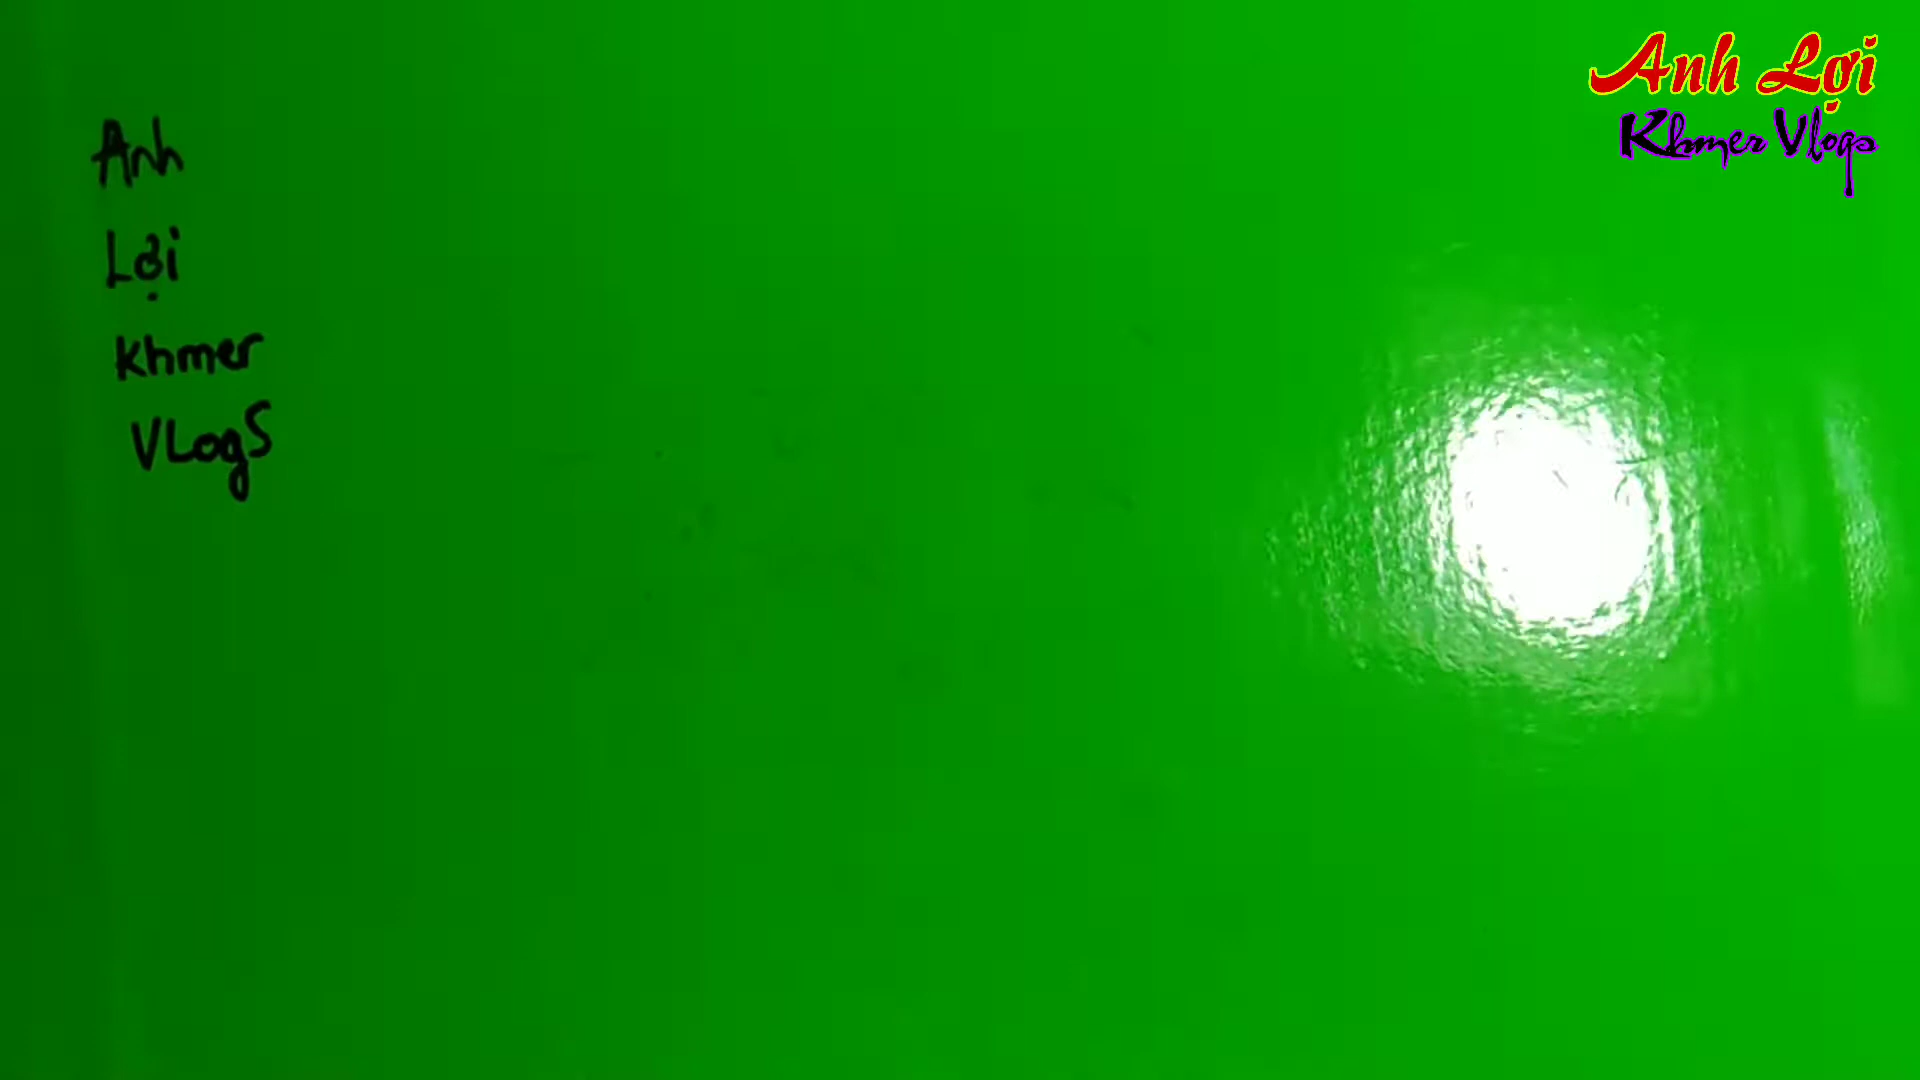 Anh Lợi
Khmer Vlogs
Anh
Lợi
Khmer
VLogS